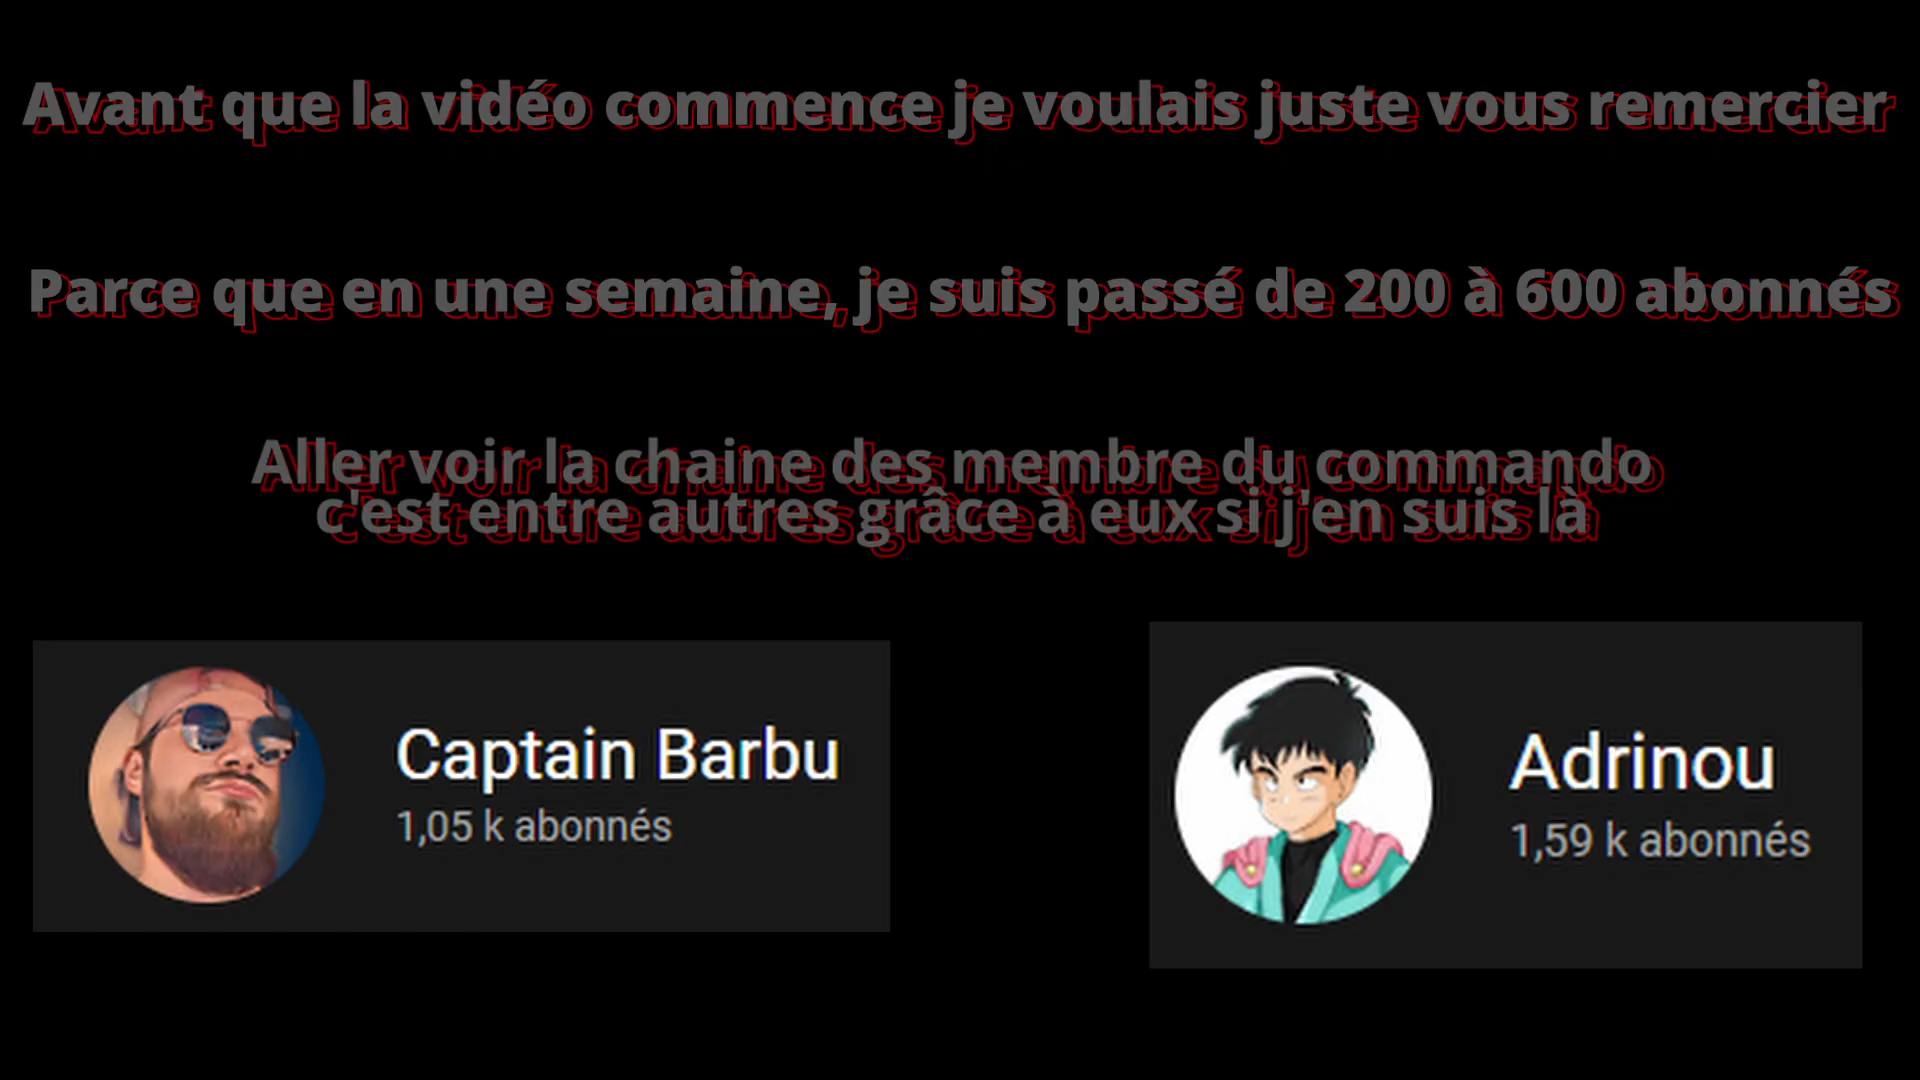 Avant que la vidéo commence je voulais juste vous remercier
Parce que en une semaine, je suis passé de 200 à 600 abonnés
Aller voir la chaine des membre du commando
c'est entre autres grâce à eux si j'en suis là
Captain Barbu
1,05 k abonnés
Adrinou
1,59 k abonnés